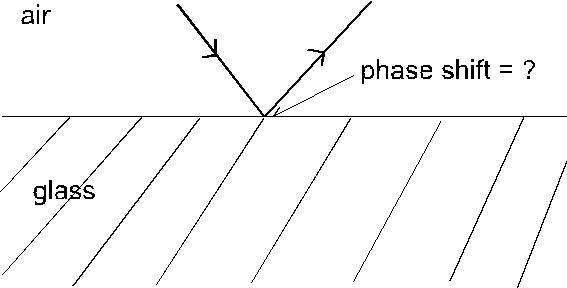 air
phase shift = ?
glass